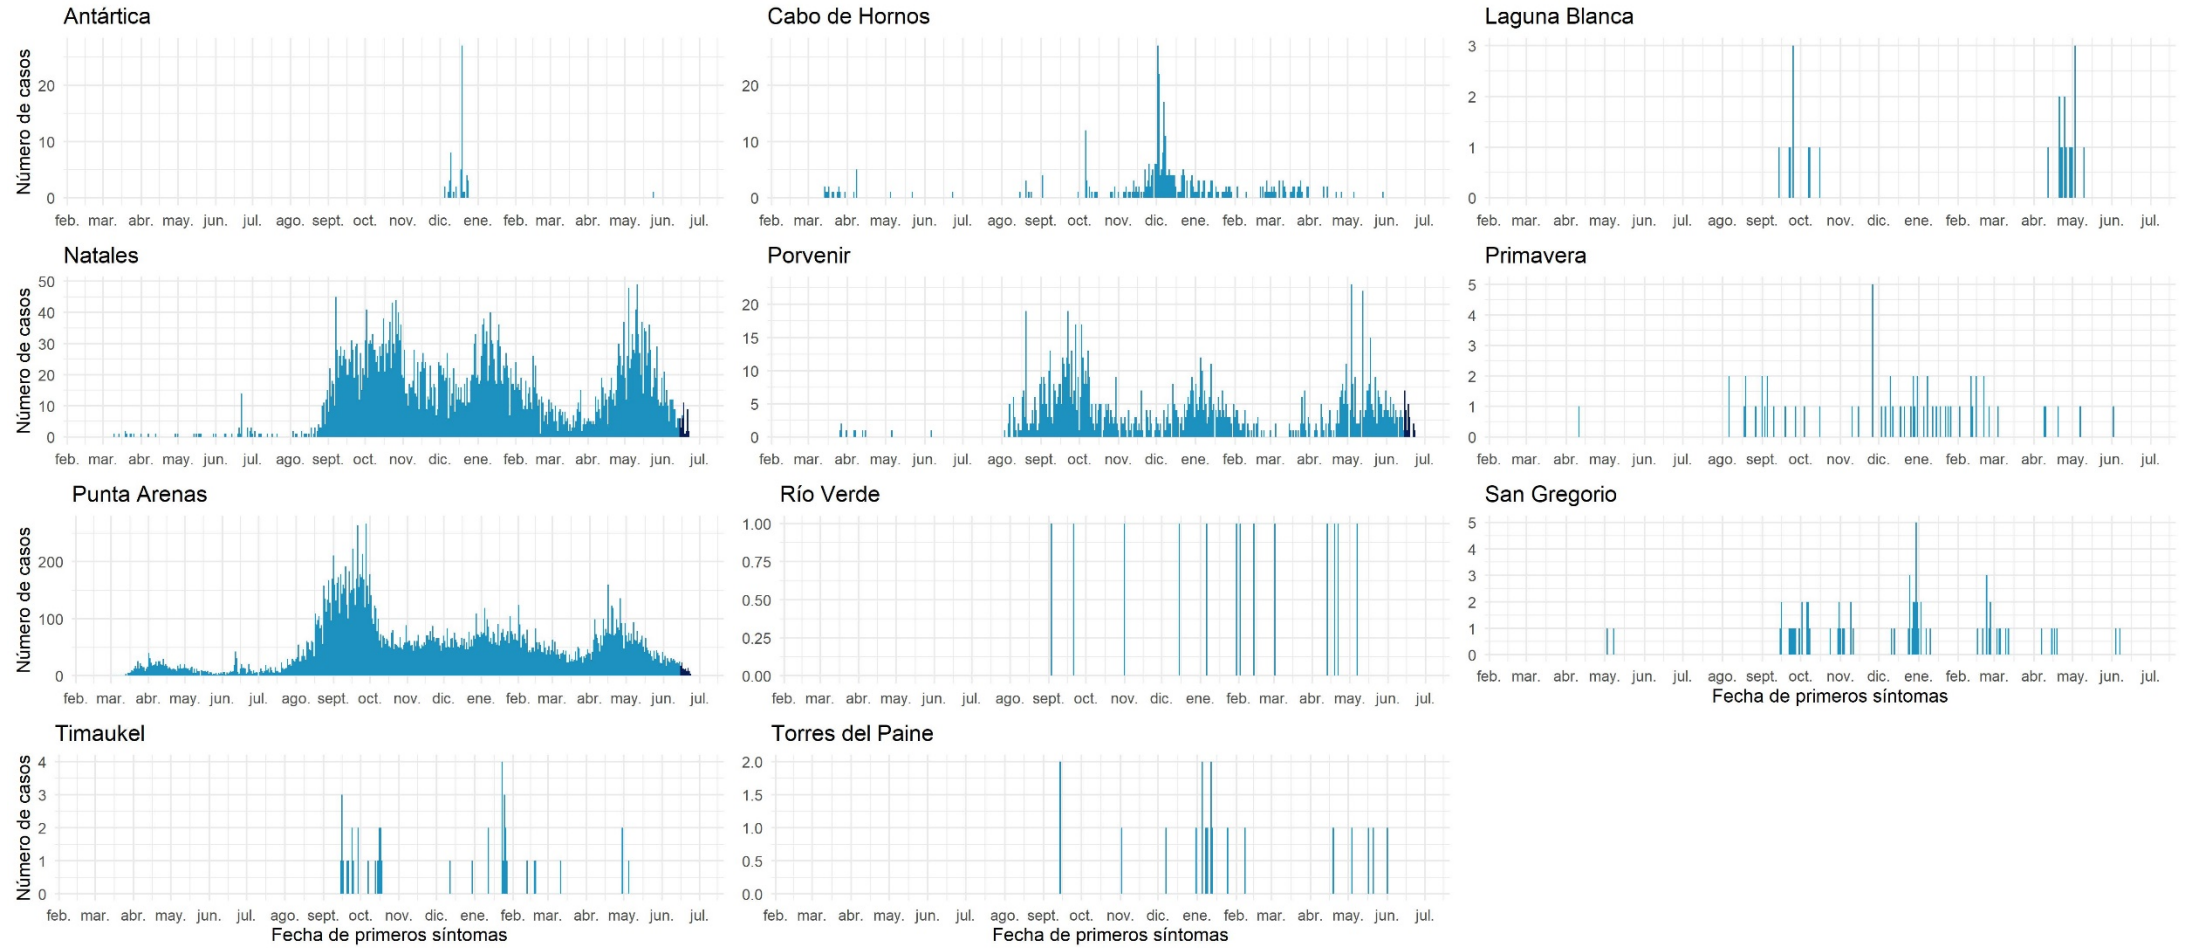 Antártica
Número de casos
20
10
0
feb. mar. abr. may. jun. jul. ago. sept. oct. nov. dic. ene. feb. mar. abr. may. jun. jul.
Cabo de Hornos
20
10
0
feb. mar. abr. may. jun. jul. ago. sept. oct. nov. dic. ene. feb. mar. abr. may. jun. jul.
Laguna Blanca
3
2
1
0
feb. mar. abr. may. jun. jul. ago. sept. oct. nov. dic. ene. feb. mar. abr. may. jun. jul.
Natales
Número de casos
50
40
30
20
10
0
feb. mar. abr. may. jun. jul. ago. sept. oct. nov. dic. ene. feb. mar. abr. may. jun. jul.
Porvenir
20
15
10
5
0
feb. mar. abr. may. jun. jul. ago. sept. oct. nov. dic. ene. feb. mar. abr. may. jun. jul.
Primavera
5
4
3
2
1
0
feb. mar. abr. may. jun. jul. ago. sept. oct. nov. dic. ene. feb. mar. abr. may. jun. jul.
Punta Arenas
Número de casos
200
100
0
feb. mar. abr. may. jun. jul. ago. sept. oct. nov. dic. ene. feb. mar. abr. may. jun. jul.
Río Verde
1.00
0.75
0.50
0.25
0.00
feb. mar. abr. may. jun. jul. ago. sept. oct. nov. dic. ene. feb. mar. abr. may. jun. jul.
San Gregorio
5
4
3
2
1
0
feb. mar. abr. may. jun. jul. ago. sept. oct. nov. dic. ene. feb. mar. abr. may. jun. jul.
Fecha de primeros síntomas
Timaukel
Número de casos
4
3
2
1
0
feb. mar. abr. may. jun. jul. ago. sept. oct. nov. dic. ene. feb. mar. abr. may. jun. jul.
Fecha de primeros síntomas
Torres del Paine
2.0
1.5
1.0
0.5
0.0
feb. mar. abr. may. jun. jul. ago. sept. oct. nov. dic. ene. feb. mar. abr. may. jun. jul.
Fecha de primeros síntomas